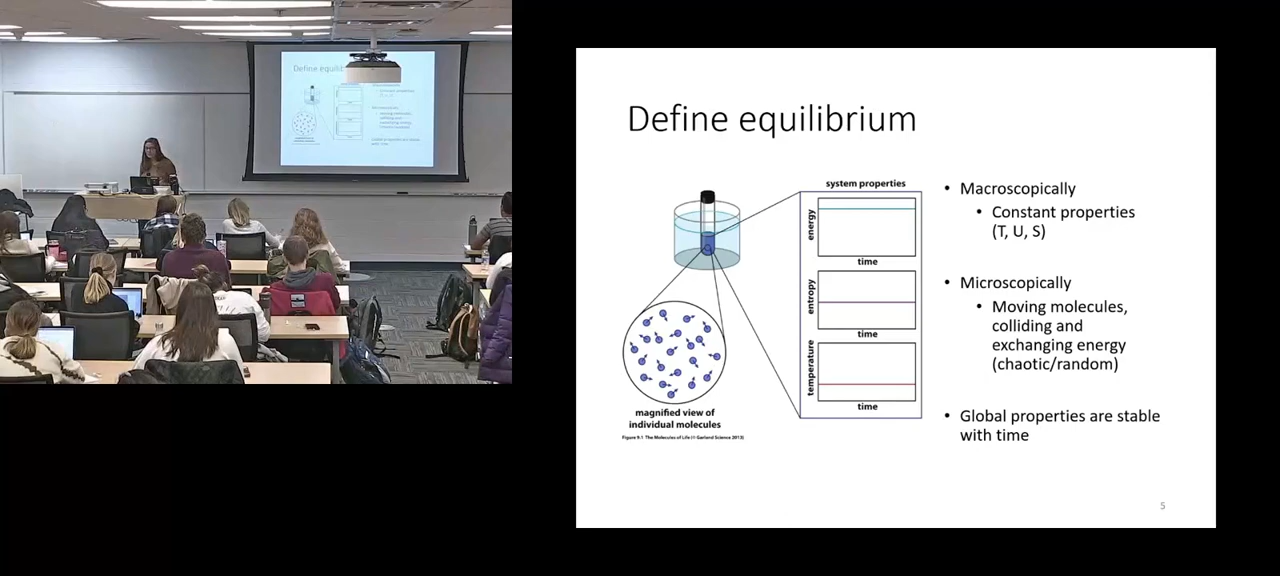 Define equilibrium
system properties
energy
time
entropy
time
temperature
time
magnified view of
individual molecules
Figure 9.1 The Molecules of Life (© Garland Science 2013)
• Macroscopically
• Constant properties
(T, U, S)
• Microscopically
• Moving molecules,
colliding and
exchanging energy
(chaotic/random)
• Global properties are stable
with time
5